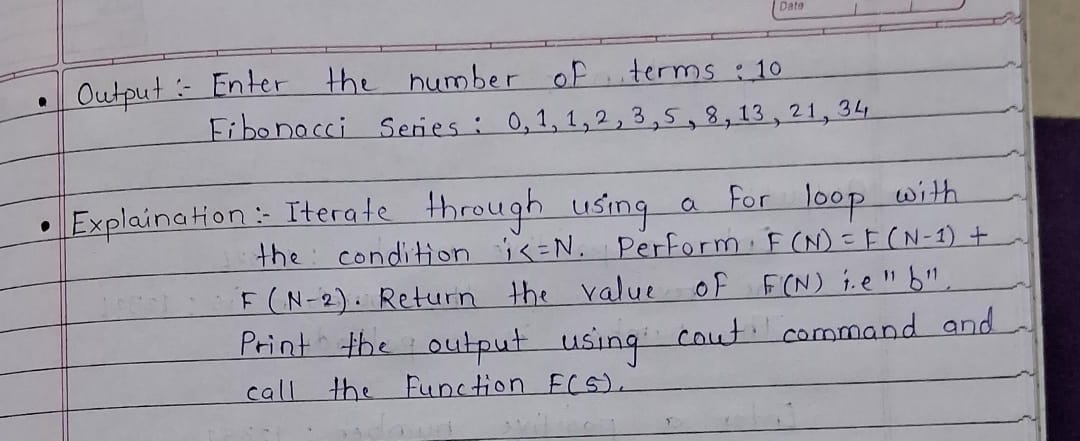 Date
• Output :- Enter the number of terms : 10
Fibonacci Series : 0, 1, 1, 2, 3, 5, 8, 13, 21, 34
• Explaination :- Iterate through using a for loop with
the condition i<=N. Perform F(N) = F(N-1) +
F(N-2). Return the value of F(N) i.e "b".
Print the output using cout command and
call the Function F(5).